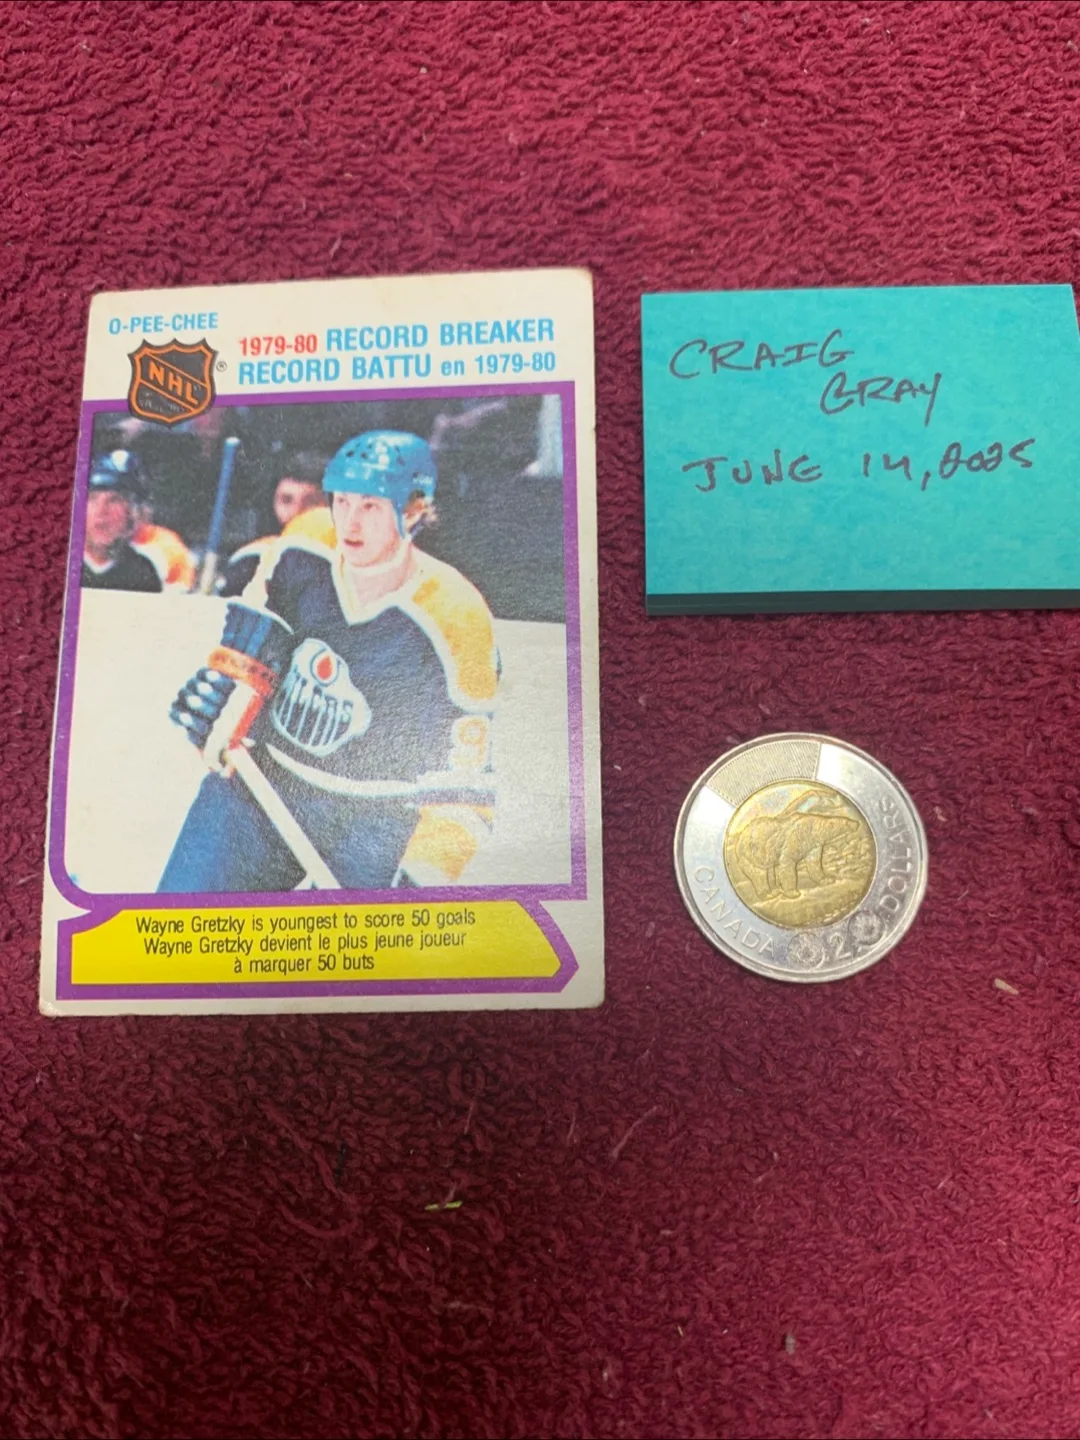 O-PEE-CHEE
NHL
®
1979-80 RECORD BREAKER
RECORD BATTU en 1979-80
Wayne Gretzky is youngest to score 50 goals
Wayne Gretzky devient le plus jeune joueur
à marquer 50 buts
CRAIG
GRAY
JUNE 14, 2025
CANADA 2 DOLLARS